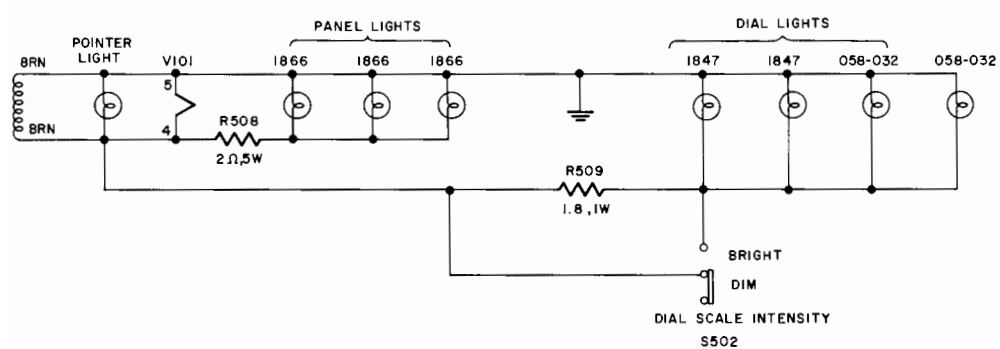 PANEL LIGHTS
DIAL LIGHTS
POINTER
LIGHT
BRN
V101
1866
1866
1866
1847
1847
058-032
058-032
5
BRN
4
R508
2Ω,5W
R509
1.8,1W
BRIGHT
DIM
DIAL SCALE INTENSITY
S502